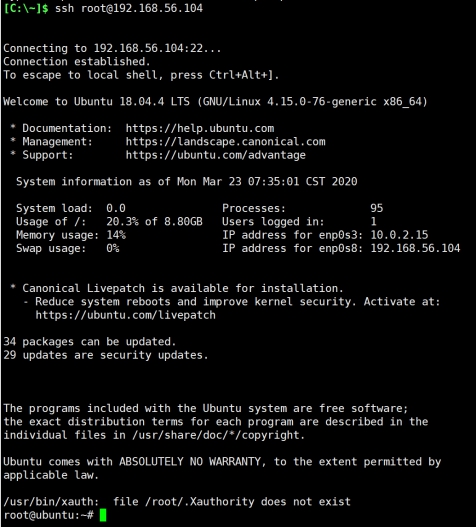 [C:\~]$ ssh root@192.168.56.104
Connecting to 192.168.56.104:22...
Connection established.
To escape to local shell, press Ctrl+Alt+].
Welcome to Ubuntu 18.04.4 LTS (GNU/Linux 4.15.0-76-generic x86_64)
* Documentation:  https://help.ubuntu.com
* Management:     https://landscape.canonical.com
* Support:        https://ubuntu.com/advantage
System information as of Mon Mar 23 07:35:01 CST 2020
System load:  0.0               Processes:             95
Usage of /:   20.3% of 8.80GB   Users logged in:       1
Memory usage: 14%               IP address for enp0s3: 10.0.2.15
Swap usage:   0%                IP address for enp0s8: 192.168.56.104
* Canonical Livepatch is available for installation.
- Reduce system reboots and improve kernel security. Activate at:
https://ubuntu.com/livepatch
34 packages can be updated.
29 updates are security updates.
The programs included with the Ubuntu system are free software;
the exact distribution terms for each program are described in the
individual files in /usr/share/doc/*/copyright.
Ubuntu comes with ABSOLUTELY NO WARRANTY, to the extent permitted by
applicable law.
/usr/bin/xauth:  file /root/.Xauthority does not exist
root@ubuntu:~#